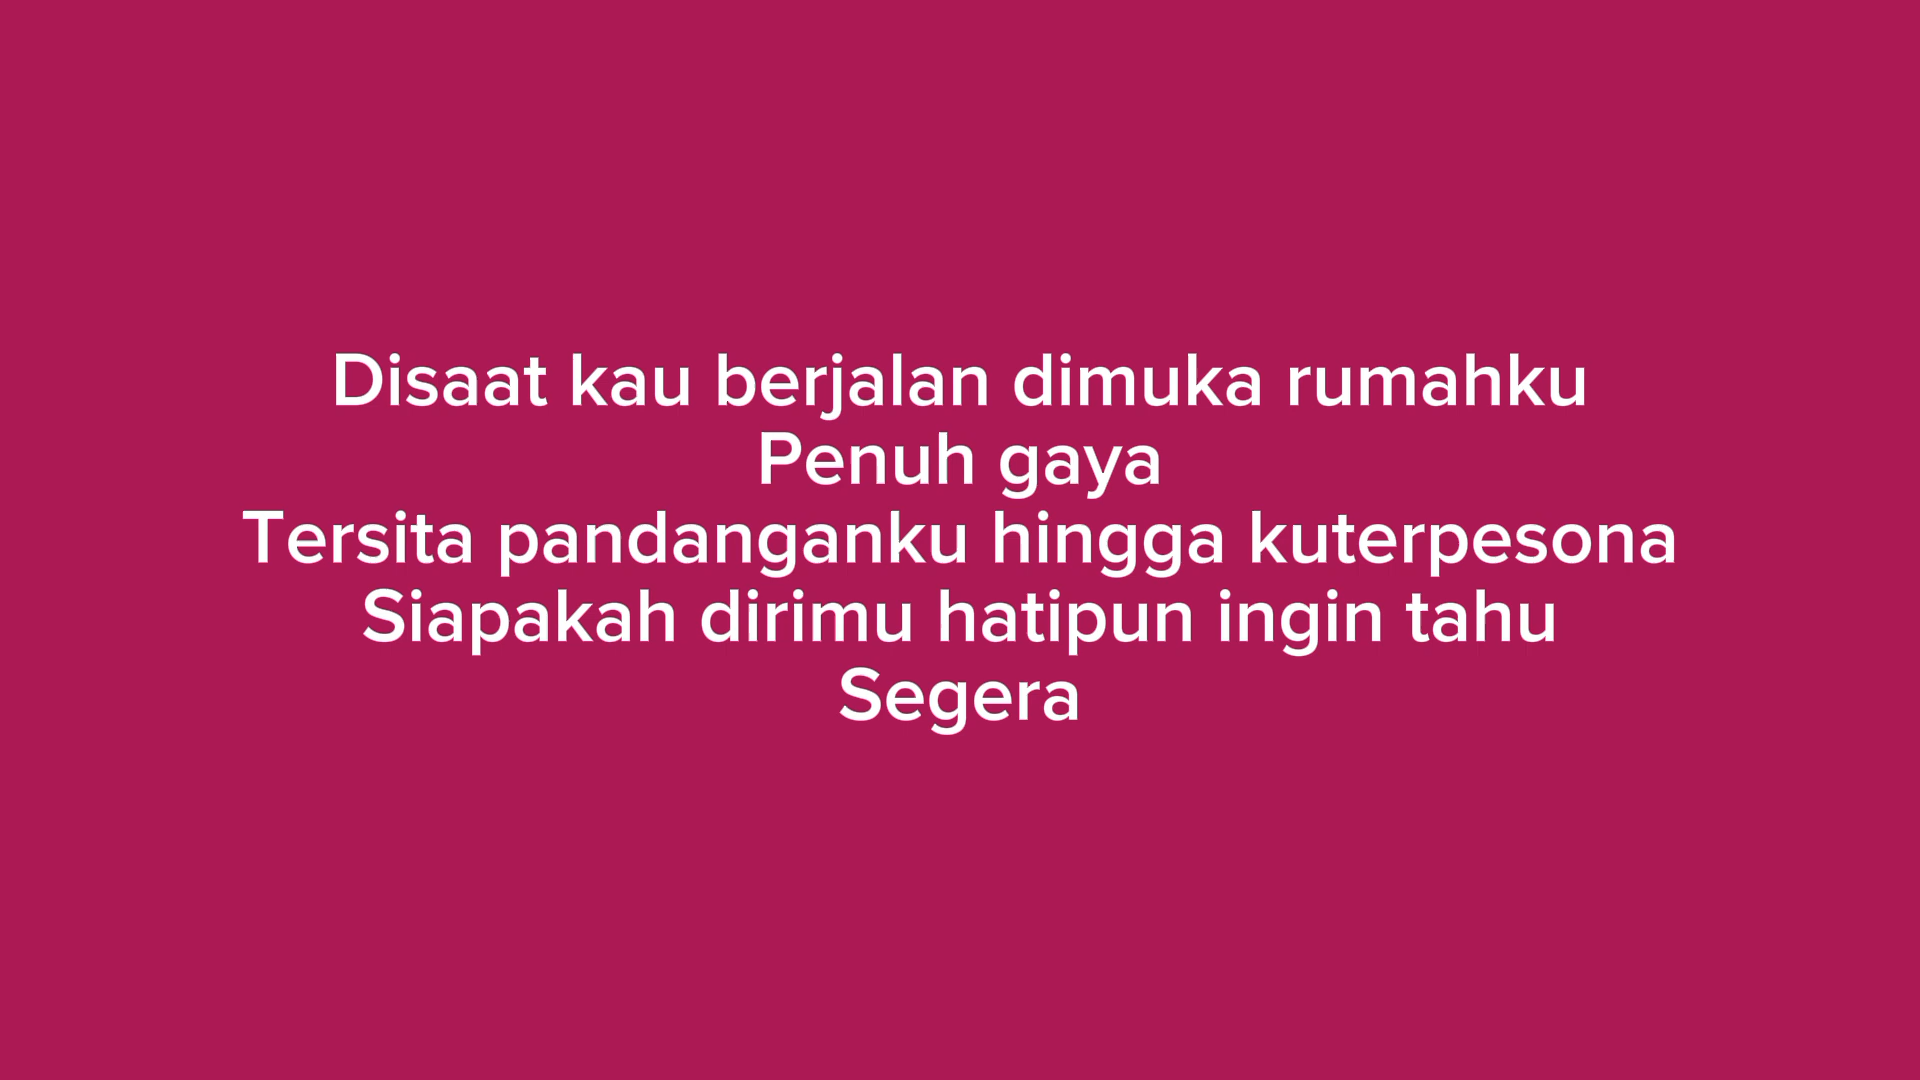 Disaat kau berjalan dimuka rumahku
Penuh gaya
Tersita pandanganku hingga kuterpesona
Siapakah dirimu hatipun ingin tahu
Segera